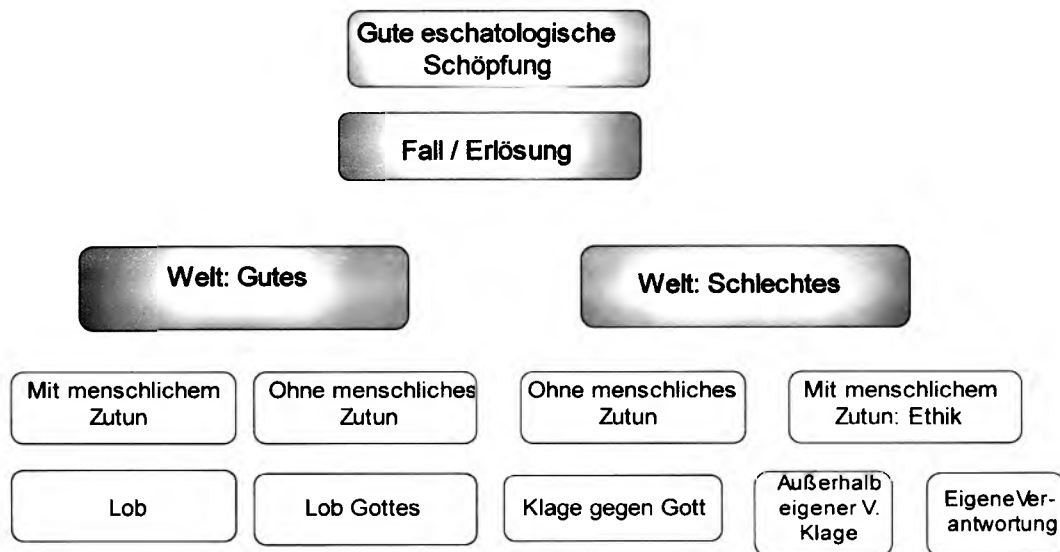 Gute eschatologische
Schöpfung
Fall / Erlösung
Welt: Gutes
Welt: Schlechtes
Mit menschlichem
Zutun
Ohne menschliches
Zutun
Ohne menschliches
Zutun
Mit menschlichem
Zutun: Ethik
Lob
Lob Gottes
Klage gegen Gott
Außerhalb
eigener V.
Klage
Eigene Ver-
antwortung